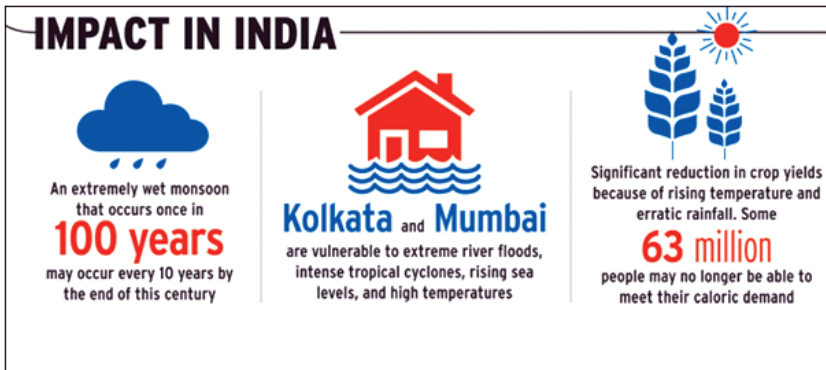 IMPACT IN INDIA
An extremely wet monsoon
that occurs once in
100 years
may occur every 10 years by
the end of this century
Kolkata and Mumbai
are vulnerable to extreme river floods,
intense tropical cyclones, rising sea
levels, and high temperatures
Significant reduction in crop yields
because of rising temperature and
erratic rainfall. Some
63 million
people may no longer be able to
meet their caloric demand